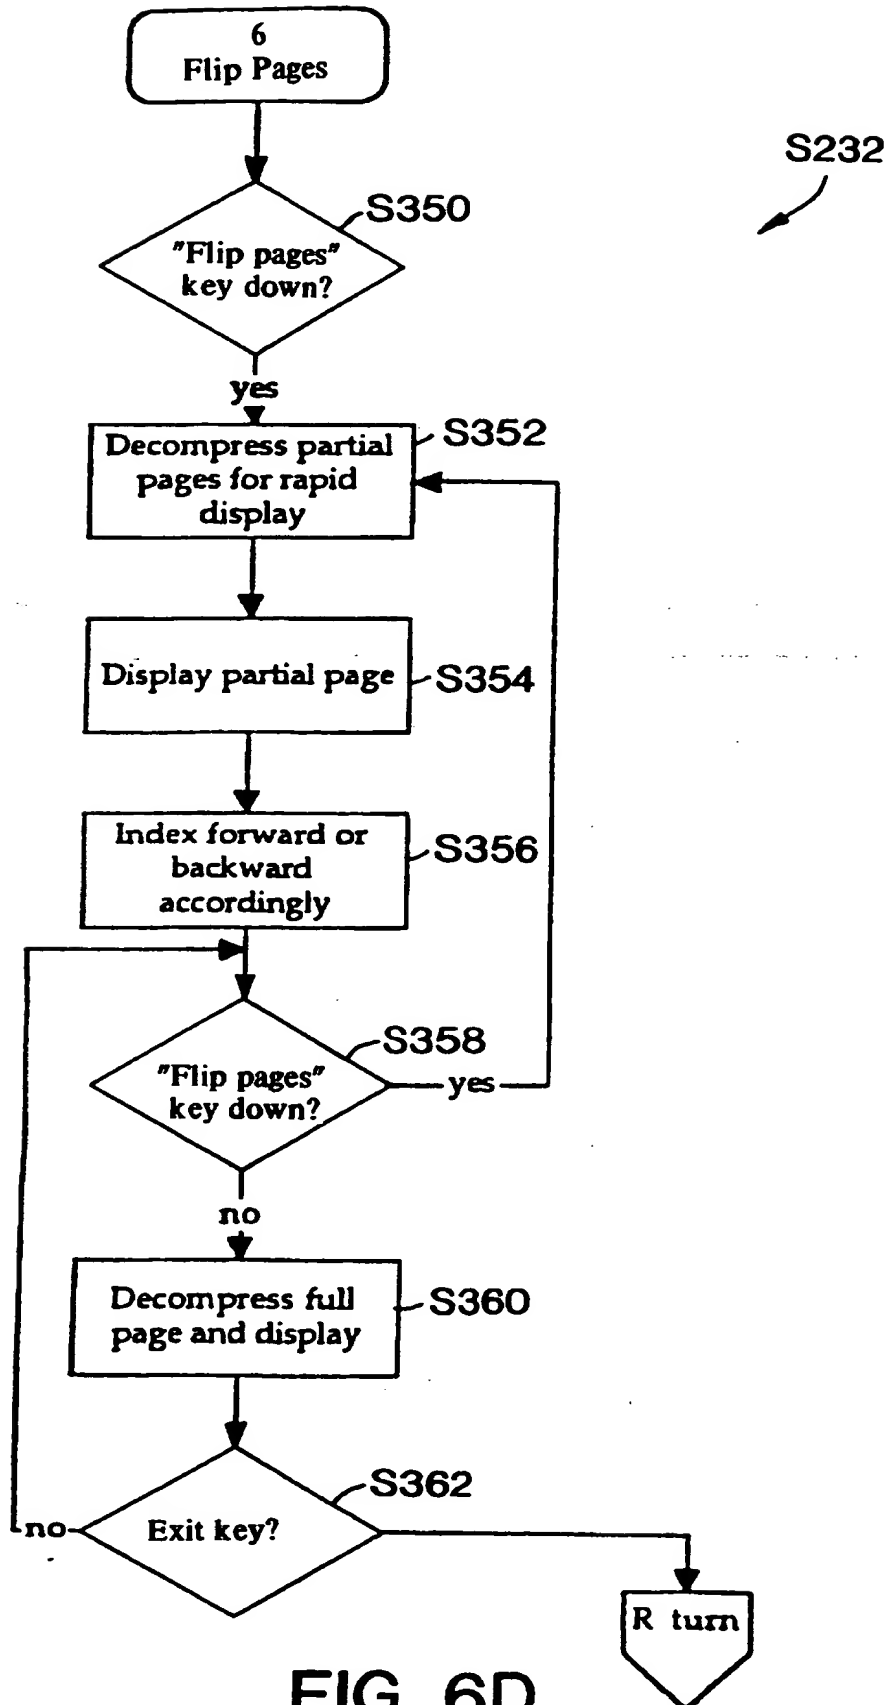 6
Flip Pages
S232
S350
"Flip pages"
key down?
yes
S352
Decompress partial
pages for rapid
display
Display partial page
S354
Index forward or
backward
accordingly
S356
S358
"Flip pages"
key down?
yes
no
Decompress full
page and display
S360
S362
Exit key?
no
R turn
FIG. 6D